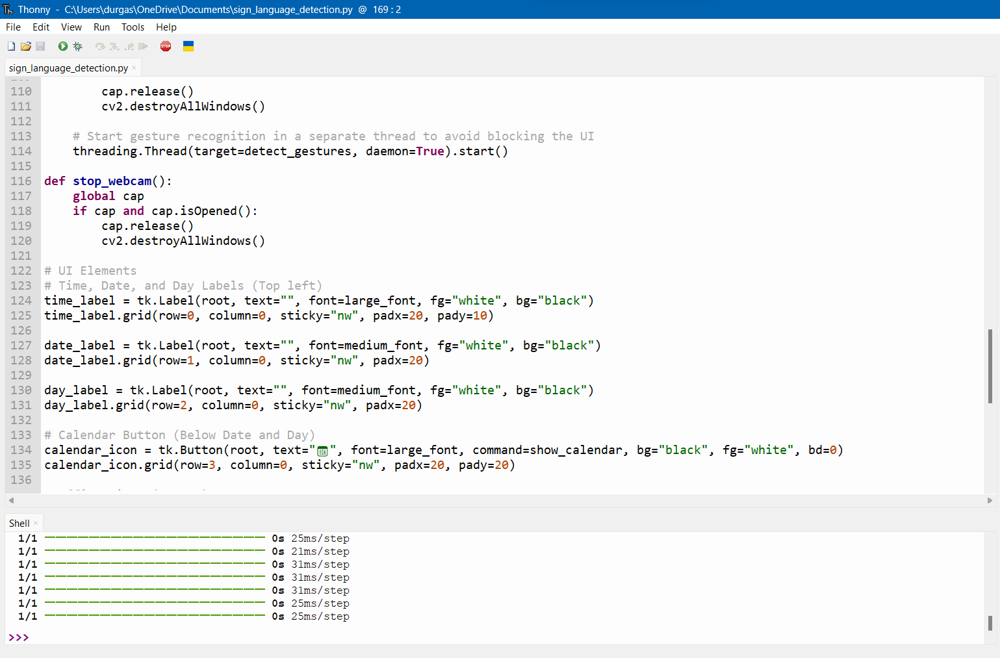 Thonny - C:\Users\durgas\OneDrive\Documents\sign_language_detection.py @ 169 : 2
File Edit View Run Tools Help
STOP
sign_language_detection.py ×
110         cap.release()
111         cv2.destroyAllWindows()
112
113     # Start gesture recognition in a separate thread to avoid blocking the UI
114     threading.Thread(target=detect_gestures, daemon=True).start()
115
116 def stop_webcam():
117     global cap
118     if cap and cap.isOpened():
119         cap.release()
120         cv2.destroyAllWindows()
121
122 # UI Elements
123 # Time, Date, and Day Labels (Top left)
124 time_label = tk.Label(root, text="", font=large_font, fg="white", bg="black")
125 time_label.grid(row=0, column=0, sticky="nw", padx=20, pady=10)
126
127 date_label = tk.Label(root, text="", font=medium_font, fg="white", bg="black")
128 date_label.grid(row=1, column=0, sticky="nw", padx=20)
129
130 day_label = tk.Label(root, text="", font=medium_font, fg="white", bg="black")
131 day_label.grid(row=2, column=0, sticky="nw", padx=20)
132
133 # Calendar Button (Below Date and Day)
134 calendar_icon = tk.Button(root, text="📅", font=large_font, command=show_calendar, bg="black", fg="white", bd=0)
135 calendar_icon.grid(row=3, column=0, sticky="nw", padx=20, pady=20)
136
Shell ×
1/1 ━━━━━━━━━━━━━━━━━━━━ 0s 25ms/step
1/1 ━━━━━━━━━━━━━━━━━━━━ 0s 21ms/step
1/1 ━━━━━━━━━━━━━━━━━━━━ 0s 31ms/step
1/1 ━━━━━━━━━━━━━━━━━━━━ 0s 31ms/step
1/1 ━━━━━━━━━━━━━━━━━━━━ 0s 31ms/step
1/1 ━━━━━━━━━━━━━━━━━━━━ 0s 25ms/step
1/1 ━━━━━━━━━━━━━━━━━━━━ 0s 25ms/step
>>>